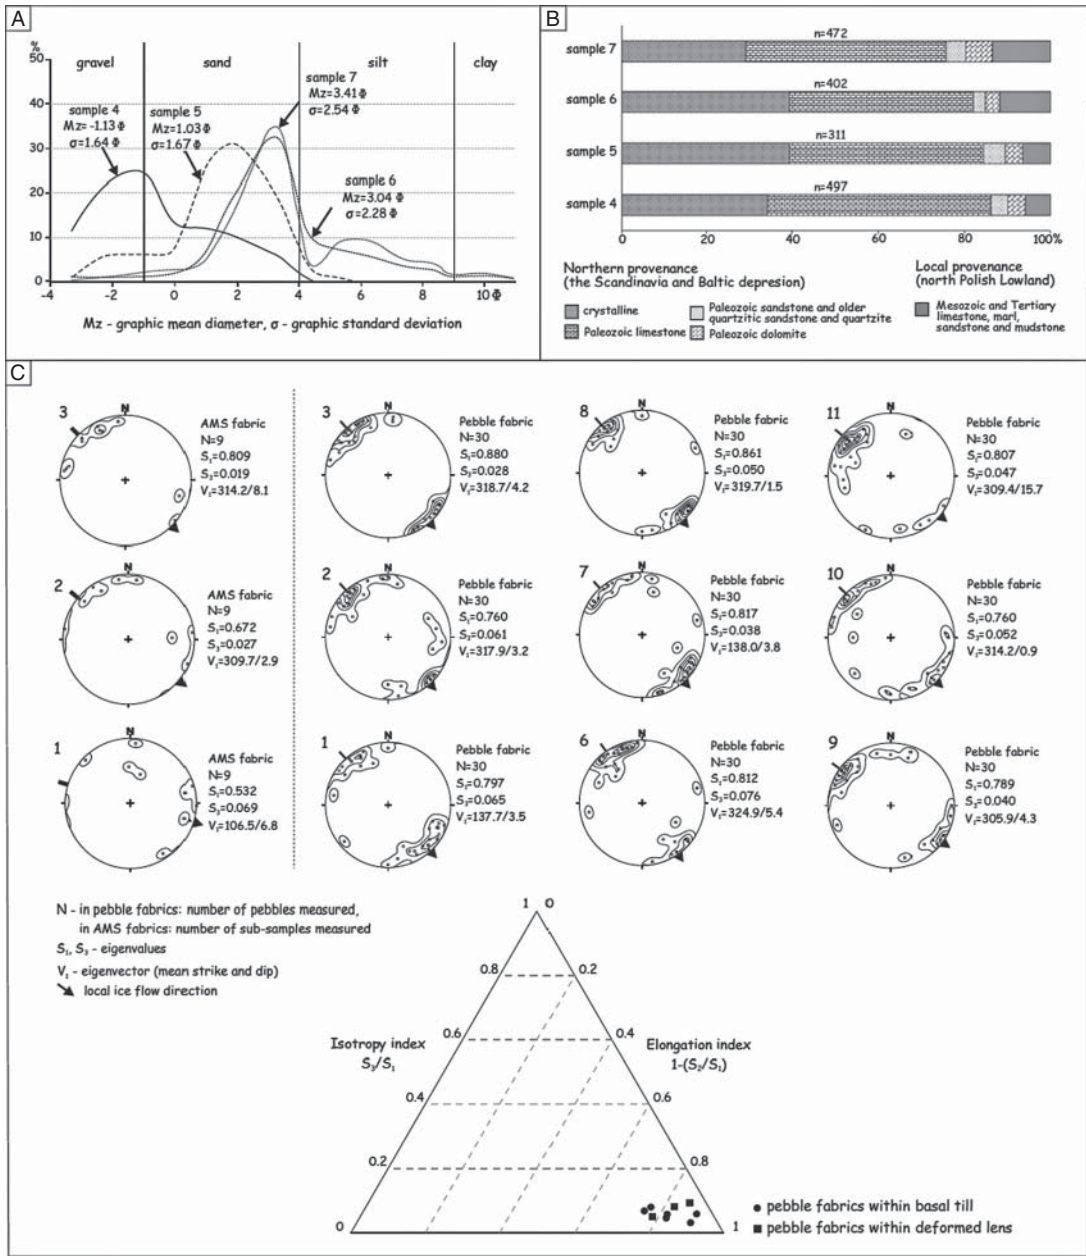 A
%
50
40
30
20
10
0
gravel
sand
silt
clay
sample 4
Mz= -1.13 Φ
σ=1.64 Φ
sample 5
Mz=1.03Φ
σ=1.67Φ
sample 7
Mz=3.41 Φ
σ=2.54 Φ
sample 6
Mz=3.04 Φ
σ=2.28 Φ
-4 -2 0 2 4 6 8 10 Φ
Mz - graphic mean diameter, σ - graphic standard deviation
B
n=472
sample 7
n=402
sample 6
n=311
sample 5
n=497
sample 4
0 20 40 60 80 100%
Northern provenance
(the Scandinavia and Baltic depresion)
crystalline
Paleozoic limestone
Paleozoic sandstone and older
quartzitic sandstone and quartzite
Paleozoic dolomite
Local provenance
(north Polish Lowland)
Mesozoic and Tertiary
limestone, marl,
sandstone and mudstone
C
3
N
AMS fabric
N=9
S₁=0.809
S₃=0.019
V₁=314.2/8.1
3
N
Pebble fabric
N=30
S₁=0.880
S₃=0.028
V₁=318.7/4.2
8
N
Pebble fabric
N=30
S₁=0.861
S₃=0.050
V₁=319.7/1.5
11
N
Pebble fabric
N=30
S₁=0.807
S₃=0.047
V₁=309.4/15.7
2
N
AMS fabric
N=9
S₁=0.672
S₃=0.027
V₁=309.7/2.9
2
N
Pebble fabric
N=30
S₁=0.760
S₃=0.061
V₁=317.9/3.2
7
N
Pebble fabric
N=30
S₁=0.817
S₃=0.038
V₁=138.0/3.8
10
N
Pebble fabric
N=30
S₁=0.760
S₃=0.052
V₁=314.2/0.9
1
N
AMS fabric
N=9
S₁=0.532
S₃=0.069
V₁=106.5/6.8
1
N
Pebble fabric
N=30
S₁=0.797
S₃=0.065
V₁=137.7/3.5
6
N
Pebble fabric
N=30
S₁=0.812
S₃=0.076
V₁=324.9/5.4
9
N
Pebble fabric
N=30
S₁=0.789
S₃=0.040
V₁=305.9/4.3
N - in pebble fabrics: number of pebbles measured,
in AMS fabrics: number of sub-samples measured
S₁, S₃ - eigenvalues
V₁ - eigenvector (mean strike and dip)
local ice flow direction
1 0
0.8 0.2
0.6 0.4
Isotropy index
S₃/S₁
Elongation index
1-(S₂/S₁)
0.4 0.6
0.2 0.8
0 1
pebble fabrics within basal till
pebble fabrics within deformed lens